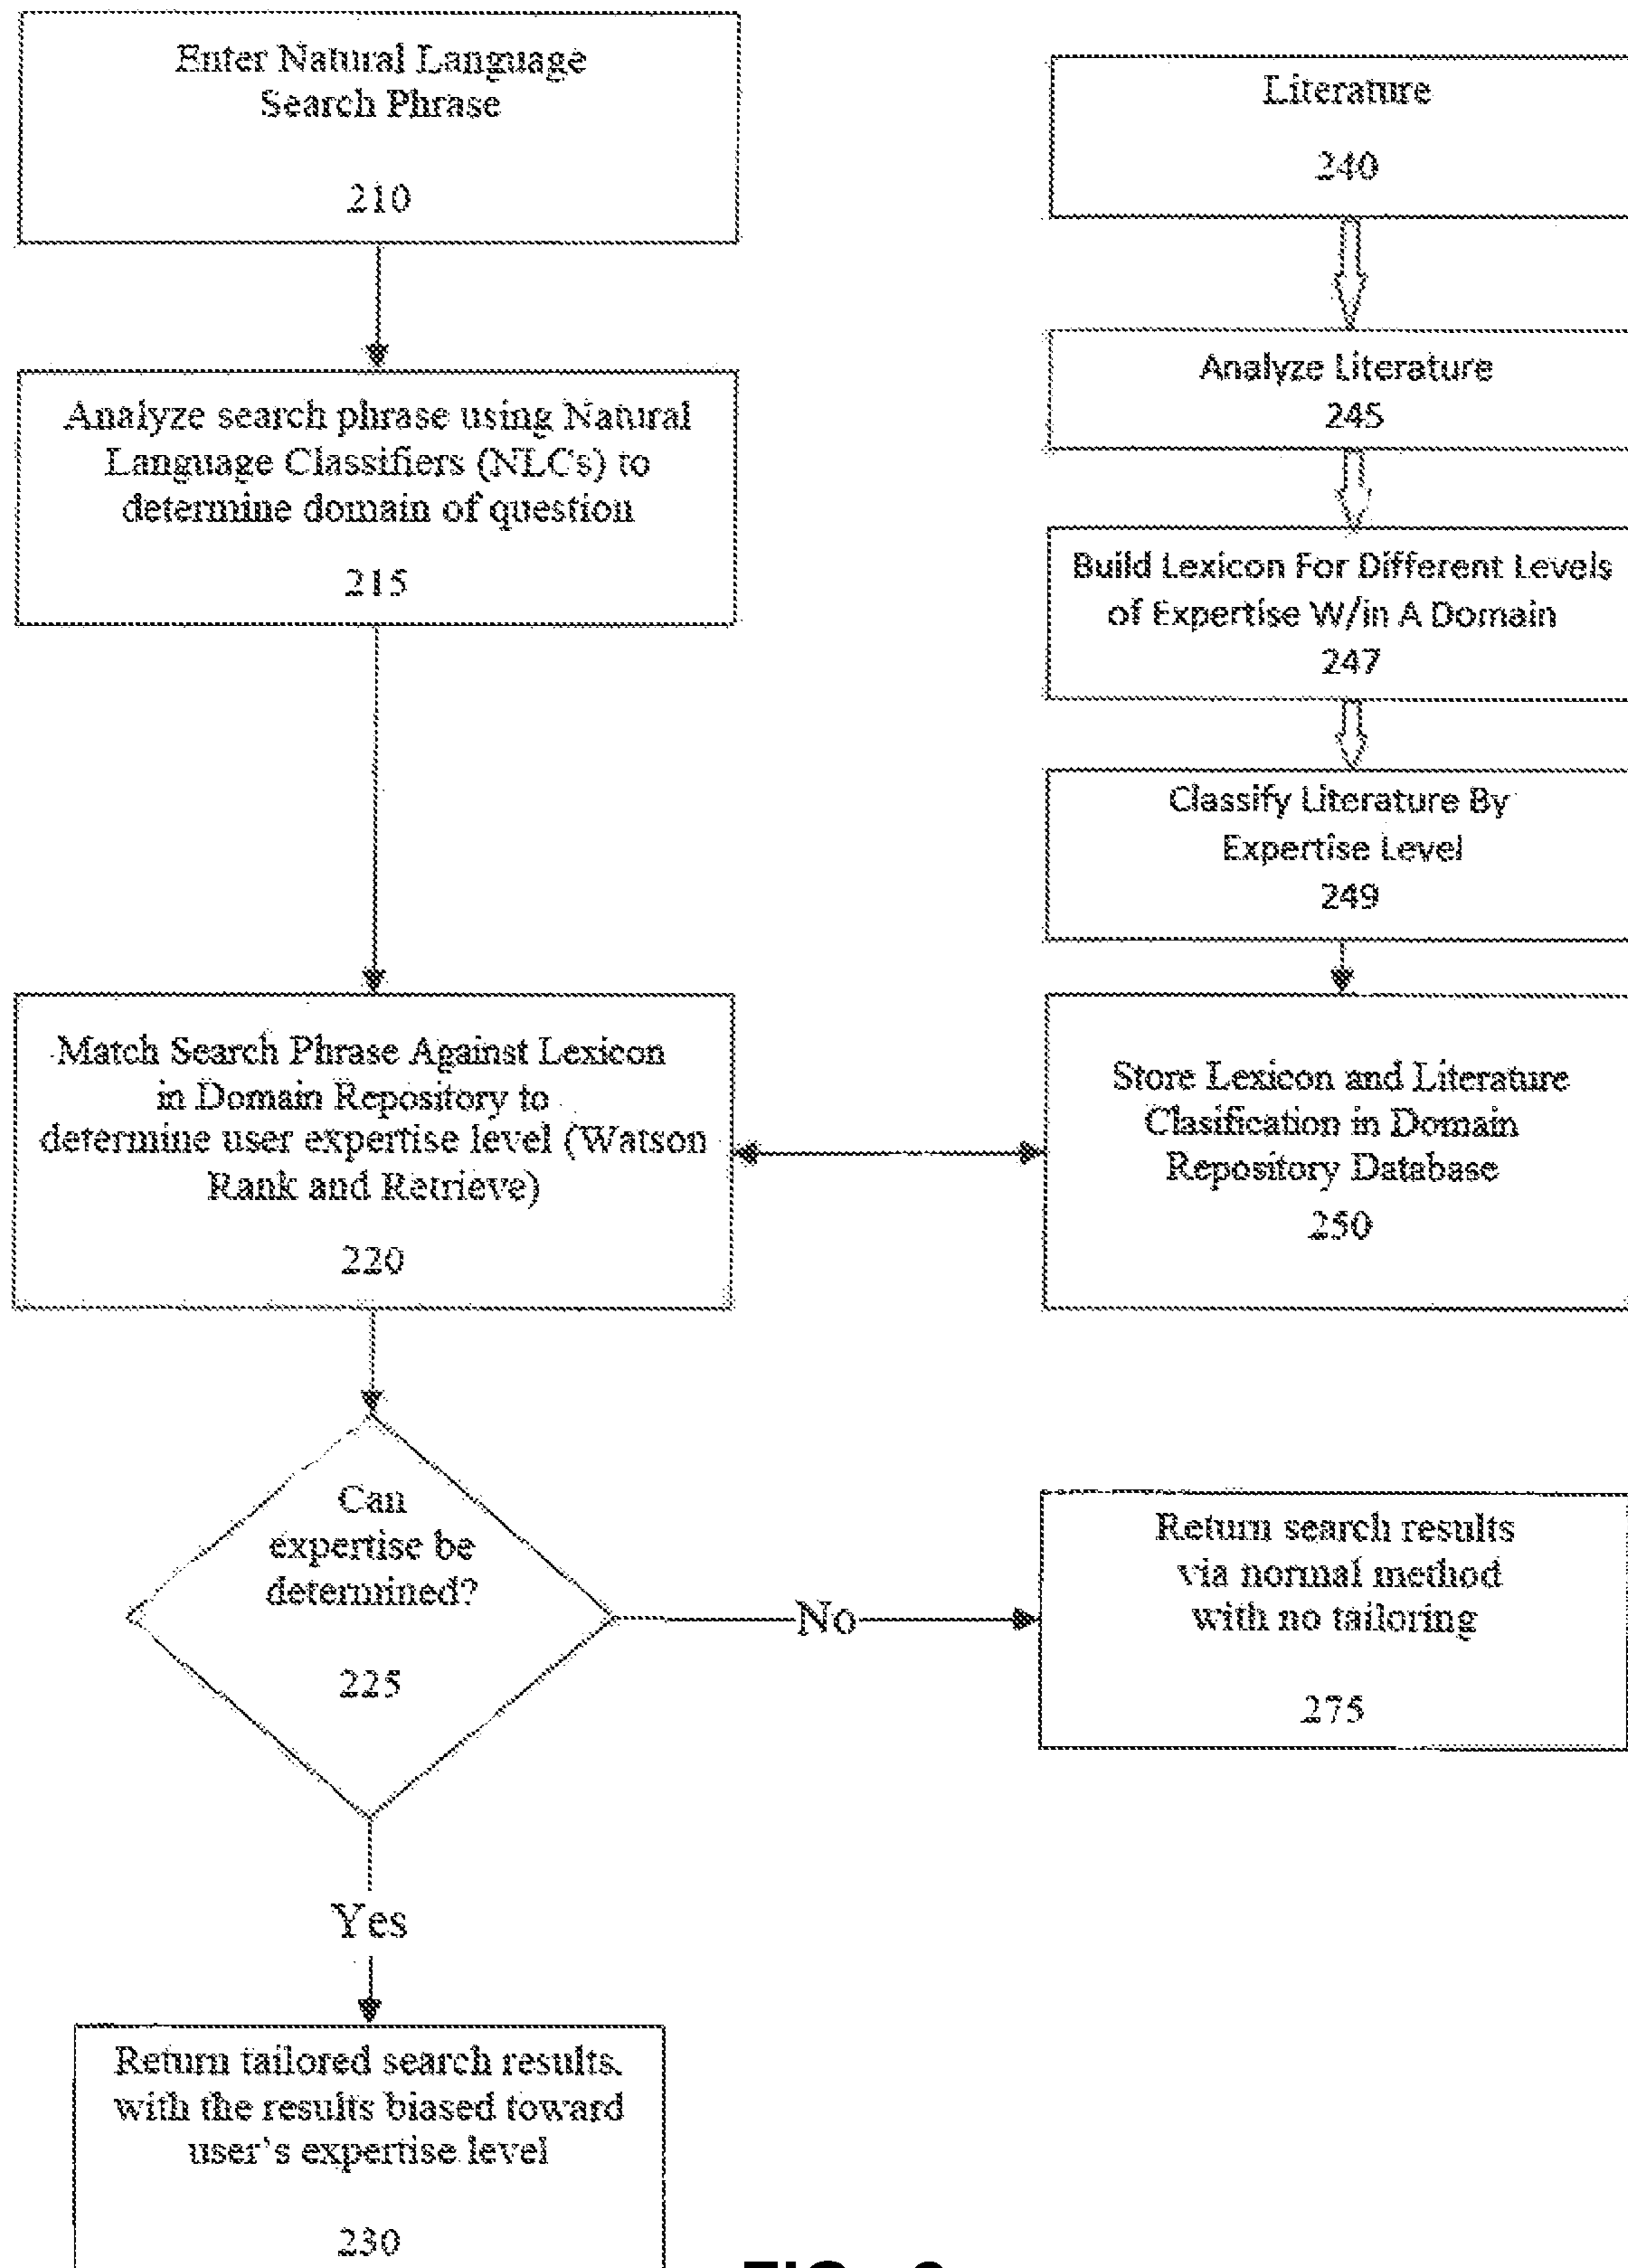 Enter Natural Language
Search Phrase
210
Analyze search phrase using Natural
Language Classifiers (NLC's) to
determine domain of question
215
Match Search Phrase Against Lexicon
in Domain Repository to
determine user expertise level (Watson
Rank and Retrieve)
220
Can
expertise be
determined?
225
No
Yes
Return tailored search results
with the results biased toward
user's expertise level
230
Literature
240
Analyze Literature
245
Build Lexicon For Different Levels
of Expertise W/in A Domain
247
Classify Literature By
Expertise Level
249
Store Lexicon and Literature
Clasification in Domain
Repository Database
250
Return search results
via normal method
with no tailoring
275